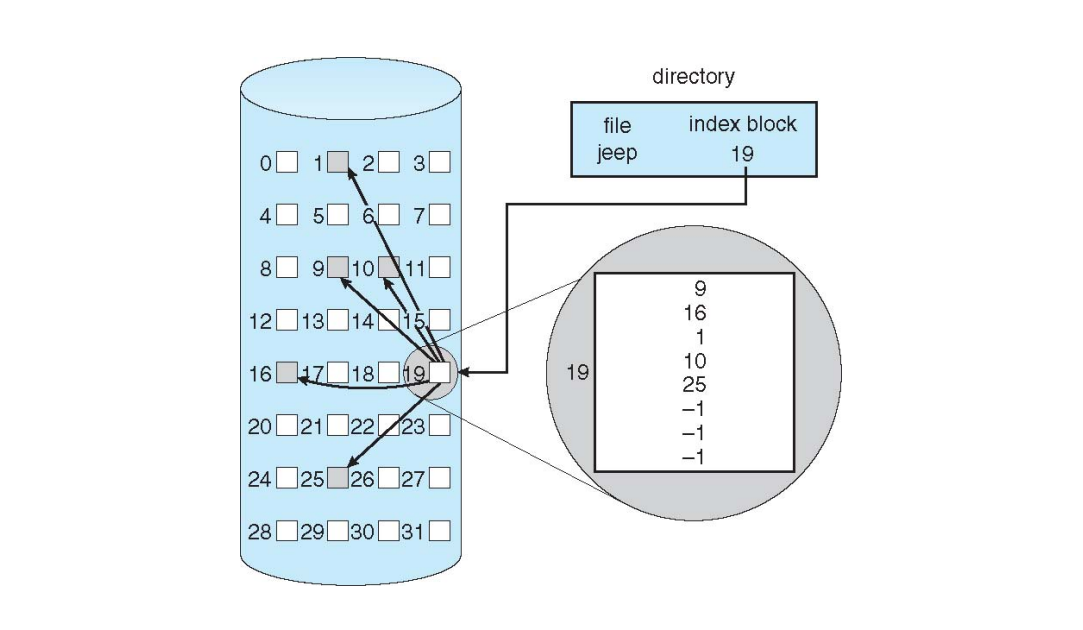 directory
file index block
jeep 19
0 1 2 3
4 5 6 7
8 9 10 11
12 13 14 15
16 17 18 19
20 21 22 23
24 25 26 27
28 29 30 31
19
9
16
1
10
25
–1
–1
–1